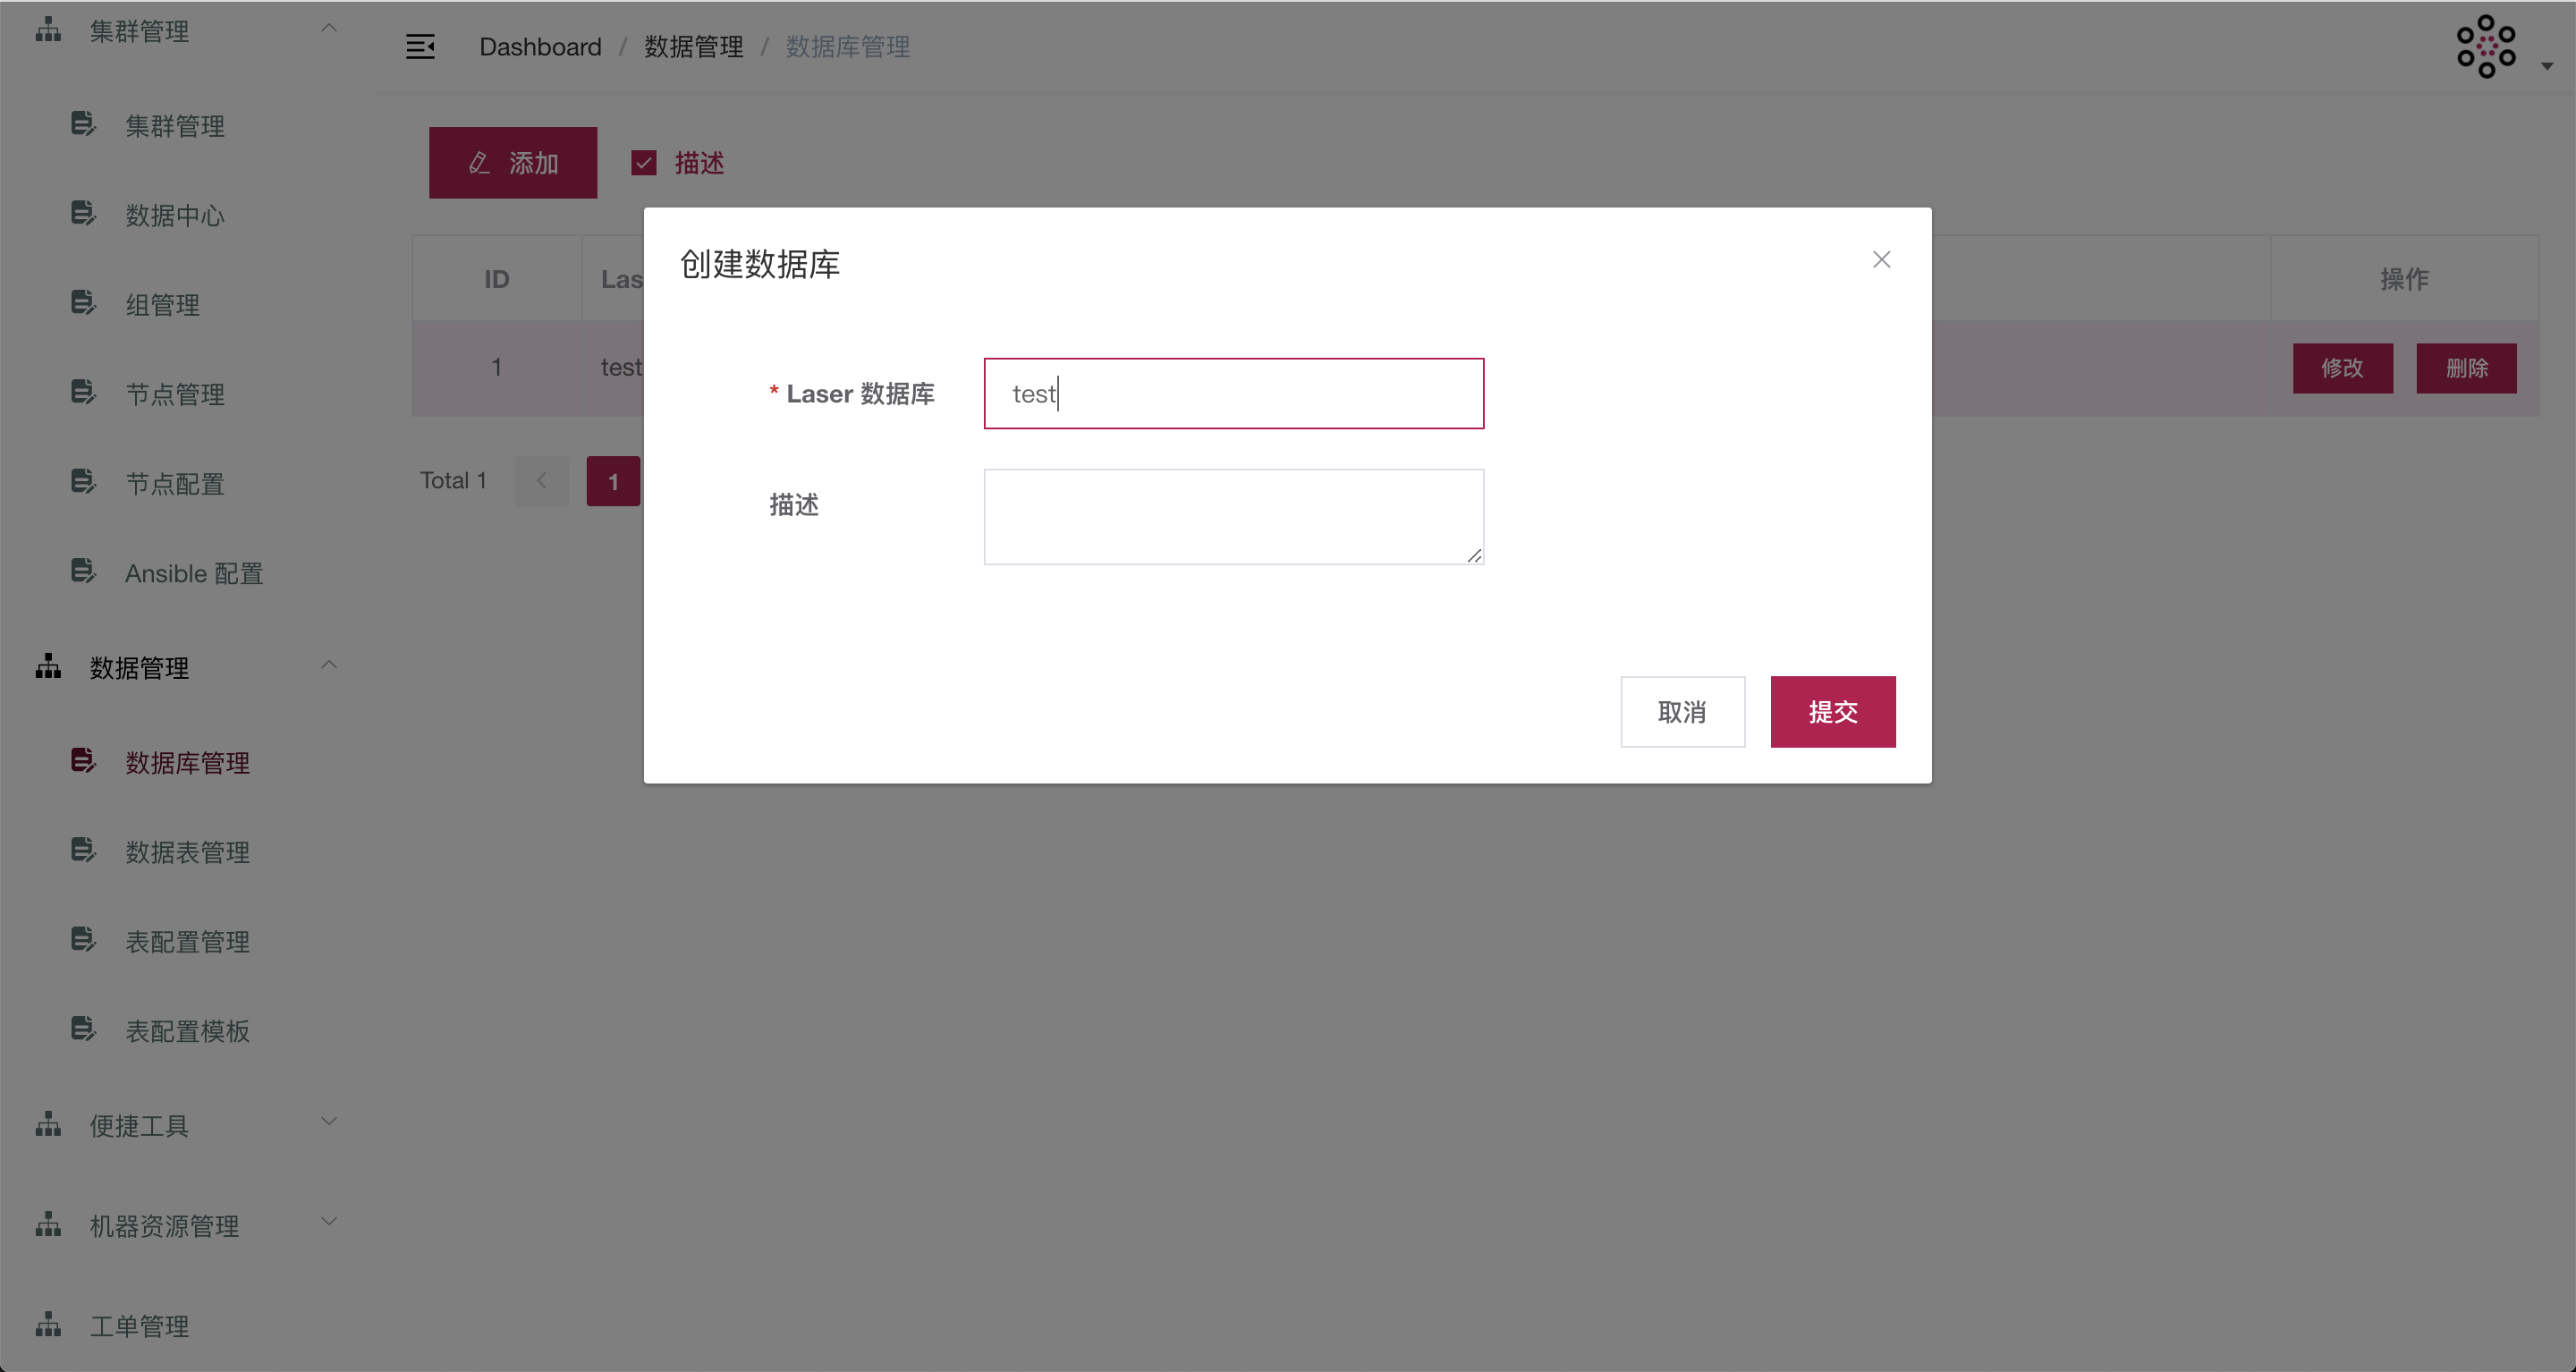 集群管理
集群管理
数据中心
组管理
节点管理
节点配置
Ansible 配置
数据管理
数据库管理
数据表管理
表配置管理
表配置模板
便捷工具
机器资源管理
工单管理
Dashboard / 数据管理 / 数据库管理
添加 描述
ID Las 操作
1 test 修改 删除
Total 1 1
创建数据库
* Laser 数据库 test
描述
取消 提交